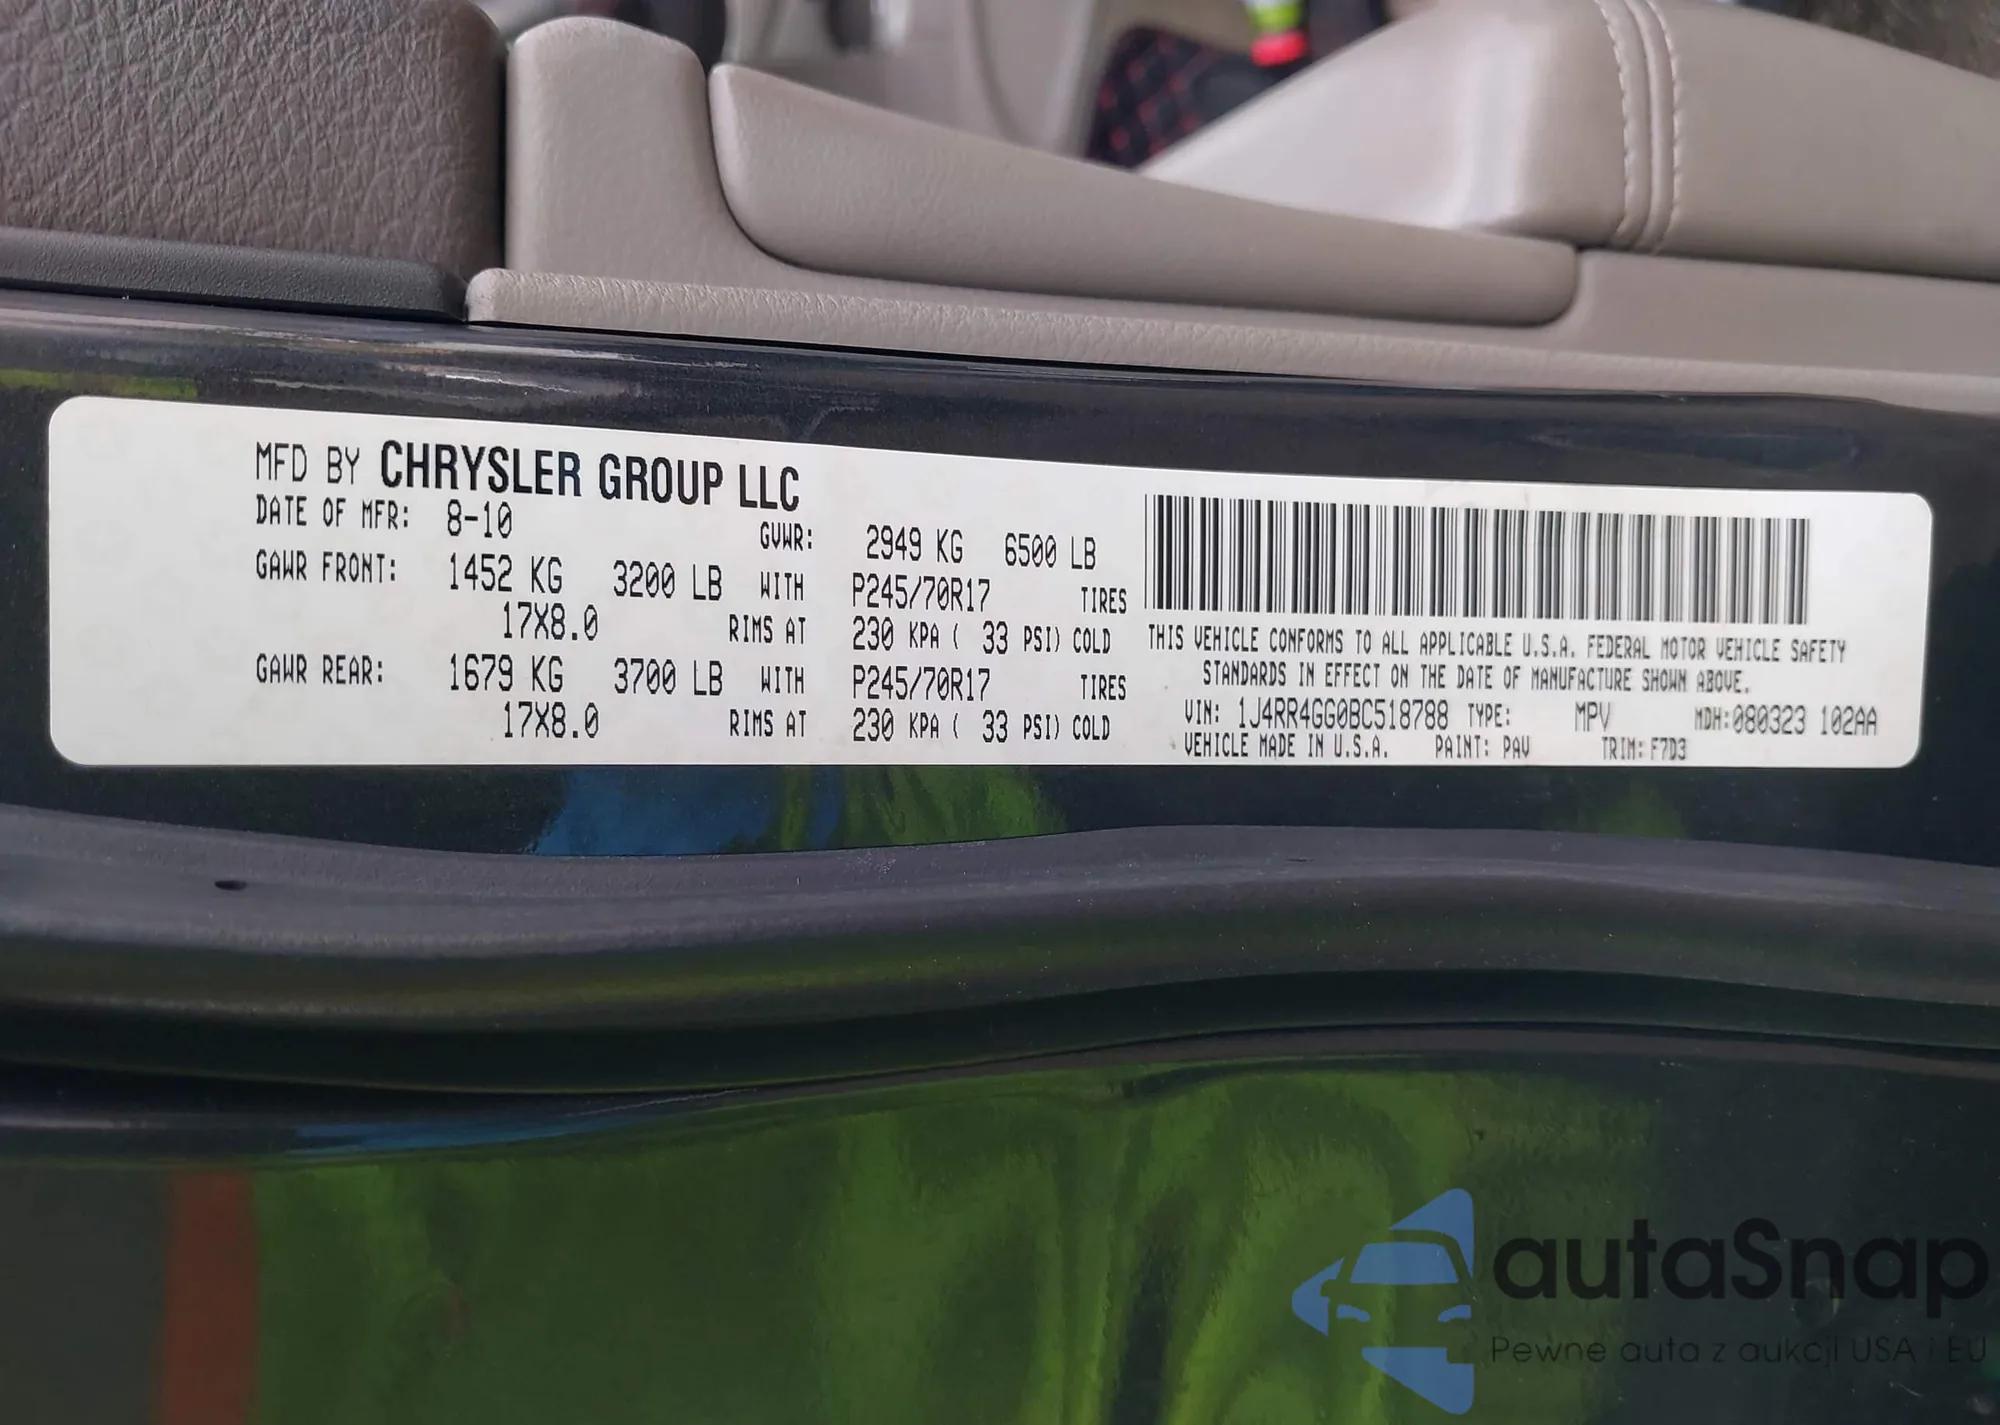 MFD BY CHRYSLER GROUP LLC
DATE OF MFR: 8-10 GVWR: 2949 KG 6500 LB
GAWR FRONT: 1452 KG 3200 LB WITH P245/70R17 TIRES
17X8.0 RIMS AT 230 KPA ( 33 PSI) COLD
GAWR REAR: 1679 KG 3700 LB WITH P245/70R17 TIRES
17X8.0 RIMS AT 230 KPA ( 33 PSI) COLD
THIS VEHICLE CONFORMS TO ALL APPLICABLE U.S.A. FEDERAL MOTOR VEHICLE SAFETY
STANDARDS IN EFFECT ON THE DATE OF MANUFACTURE SHOWN ABOVE.
VIN: 1J4RR4GG0BC518788 TYPE: MPV MDH:080323 102AA
VEHICLE MADE IN U.S.A. PAINT: PAV TRIM: F7D3
autaSnap
Pewne auta z aukcji USA i EU